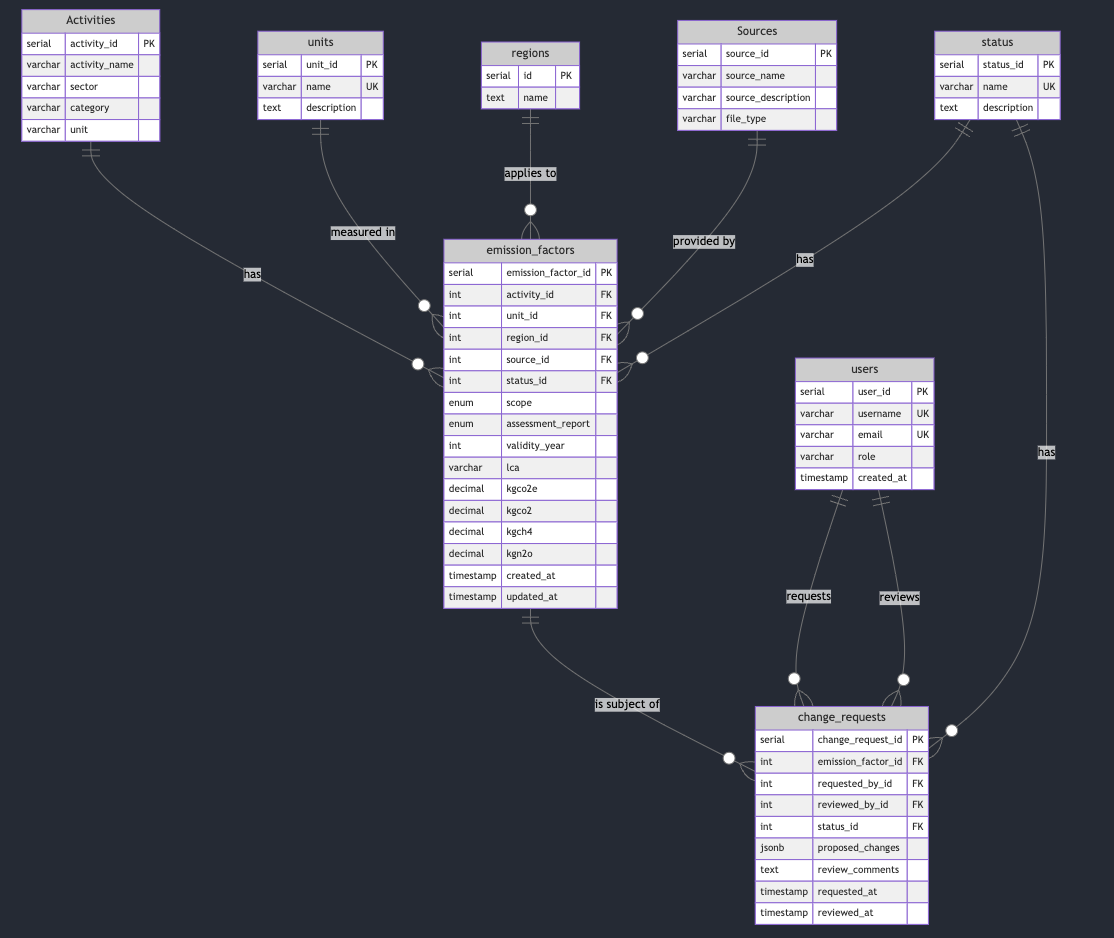 Activities
serial activity_id PK
varchar activity_name
varchar sector
varchar category
varchar unit
units
serial unit_id PK
varchar name UK
text description
regions
serial id PK
text name
Sources
serial source_id PK
varchar source_name
varchar source_description
varchar file_type
status
serial status_id PK
varchar name UK
text description
applies to
measured in
provided by
has
has
emission_factors
serial emission_factor_id PK
int activity_id FK
int unit_id FK
int region_id FK
int source_id FK
int status_id FK
enum scope
enum assessment_report
int validity_year
varchar lca
decimal kgco2e
decimal kgco2
decimal kgch4
decimal kgn2o
timestamp created_at
timestamp updated_at
users
serial user_id PK
varchar username UK
varchar email UK
varchar role
timestamp created_at
has
requests
reviews
is subject of
change_requests
serial change_request_id PK
int emission_factor_id FK
int requested_by_id FK
int reviewed_by_id FK
int status_id FK
jsonb proposed_changes
text review_comments
timestamp requested_at
timestamp reviewed_at